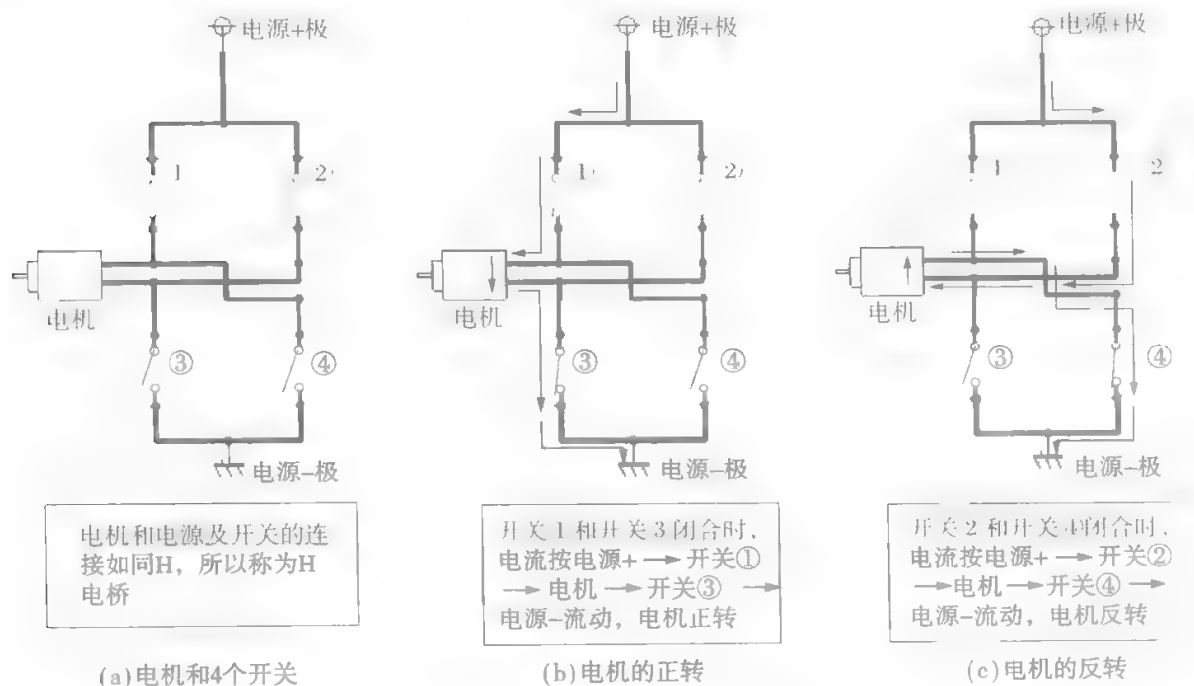 电源+极
1
2
电机
③
④
电源-极
电机和电源及开关的连
接如同H，所以称为H
电桥
(a)电机和4个开关
电源+极
1
2
电机
③
④
电源-极
开关1和开关3闭合时，
电流按电源+→开关①
→电机→开关③→
电源-流动，电机正转
(b)电机的正转
电源+极
1
2
电机
③
④
电源-极
开关2和开关4闭合时，
电流按电源+→开关②
→电机→开关④→
电源-流动，电机反转
(c)电机的反转